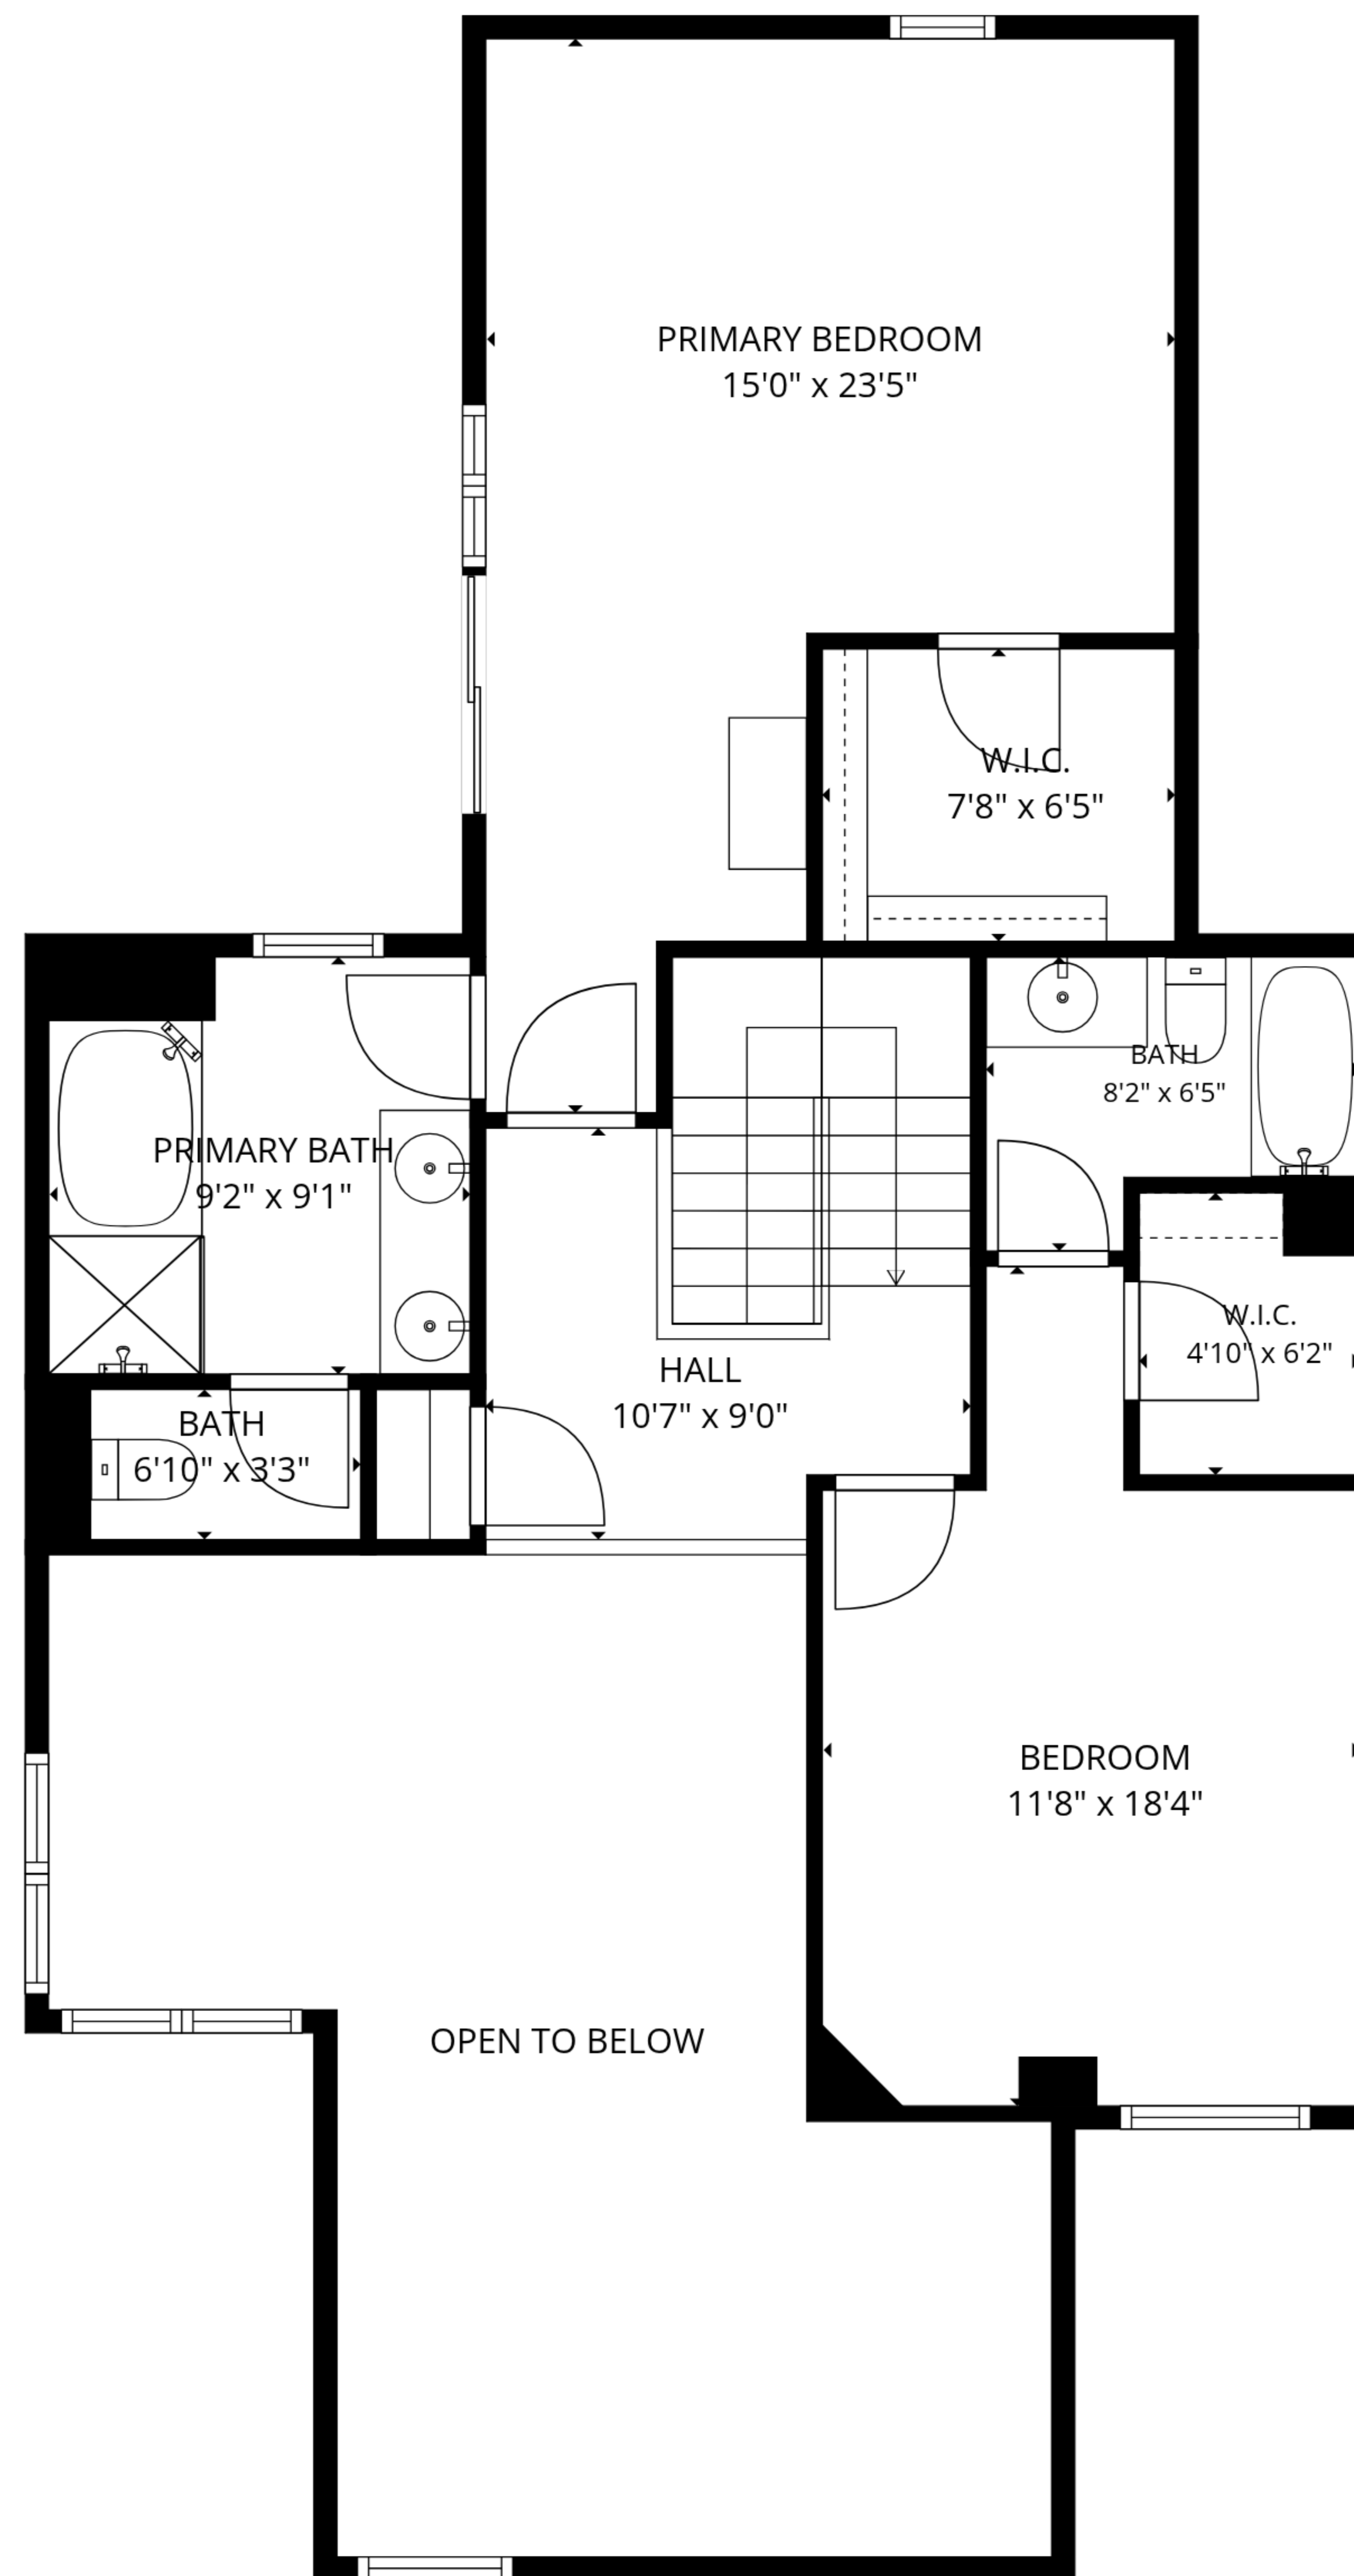 PRIMARY BEDROOM
15'0" x 23'5"
W.I.C.
7'8" x 6'5"
BATH
8'2" x 6'5"
PRIMARY BATH
9'2" x 9'1"
W.I.C.
4'10" x 6'2"
HALL
10'7" x 9'0"
BATH
6'10" x 3'3"
BEDROOM
11'8" x 18'4"
OPEN TO BELOW